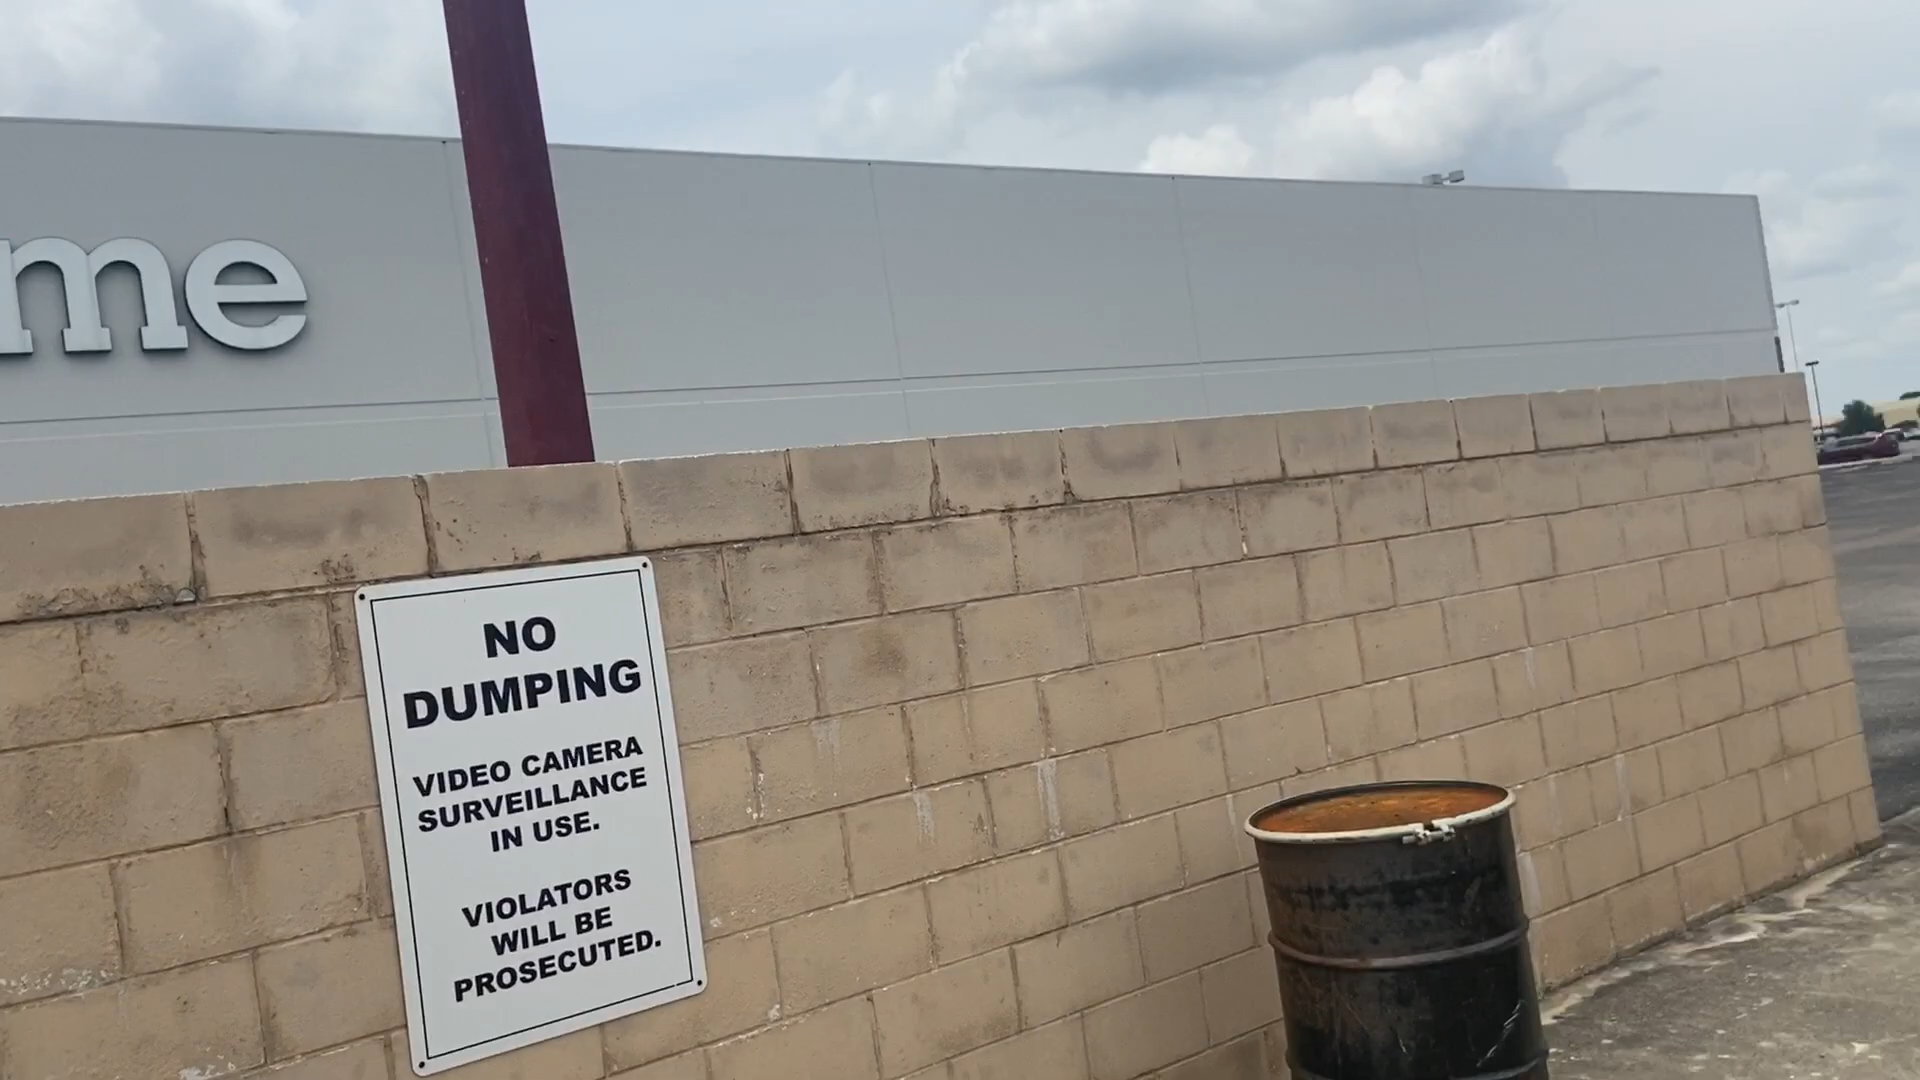 me
NO
DUMPING
VIDEO CAMERA
SURVEILLANCE
IN USE.
VIOLATORS
WILL BE
PROSECUTED.